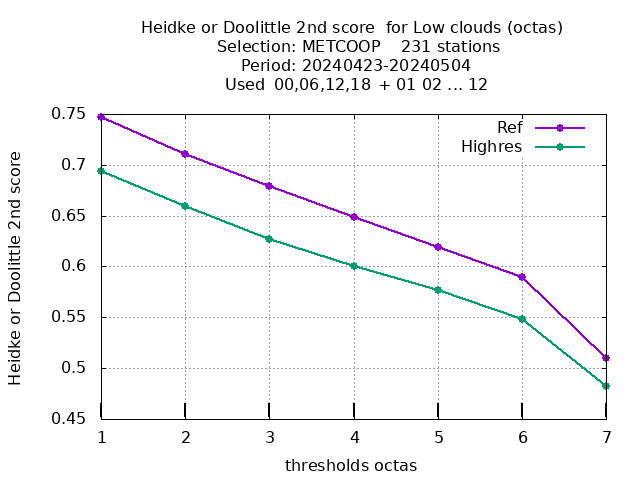 Heidke or Doolittle 2nd score  for Low clouds (octas)
Selection: METCOOP    231 stations
Period: 20240423-20240504
Used  00,06,12,18 + 01 02 ... 12
Heidke or Doolittle 2nd score
0.75
0.7
0.65
0.6
0.55
0.5
0.45
Ref
Highres
1 2 3 4 5 6 7
thresholds octas